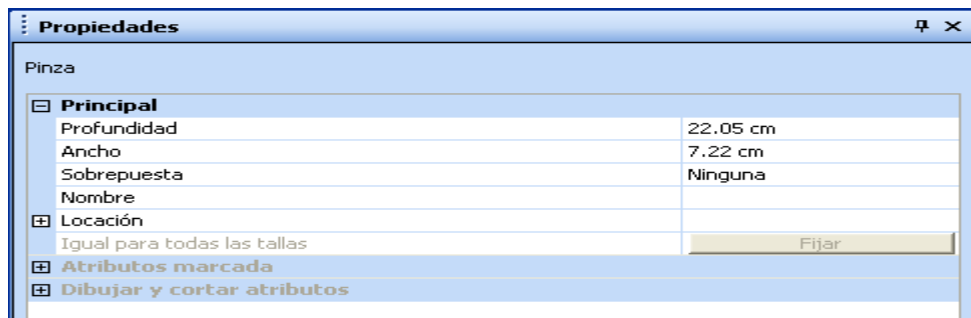 Propiedades
Pinza
Principal
Profundidad 22.05 cm
Ancho 7.22 cm
Sobrepuesta Ninguna
Nombre
Locación
Igual para todas las tallas Fijar
Atributos marcada
Dibujar y cortar atributos